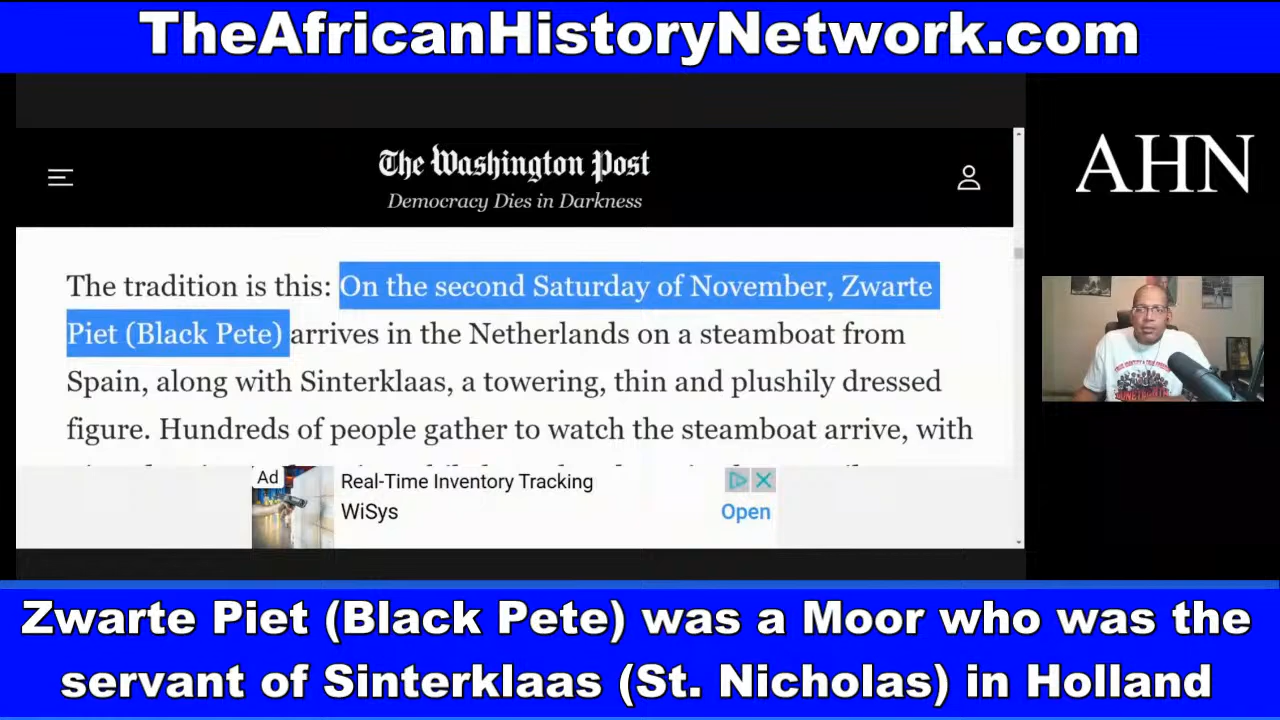 TheAfricanHistoryNetwork.com
AHN
The Washington Post
Democracy Dies in Darkness
The tradition is this: On the second Saturday of November, Zwarte
Piet (Black Pete) arrives in the Netherlands on a steamboat from
Spain, along with Sinterklaas, a towering, thin and plushily dressed
figure. Hundreds of people gather to watch the steamboat arrive, with
Ad
Real-Time Inventory Tracking
WiSys
Open
Zwarte Piet (Black Pete) was a Moor who was the
servant of Sinterklaas (St. Nicholas) in Holland